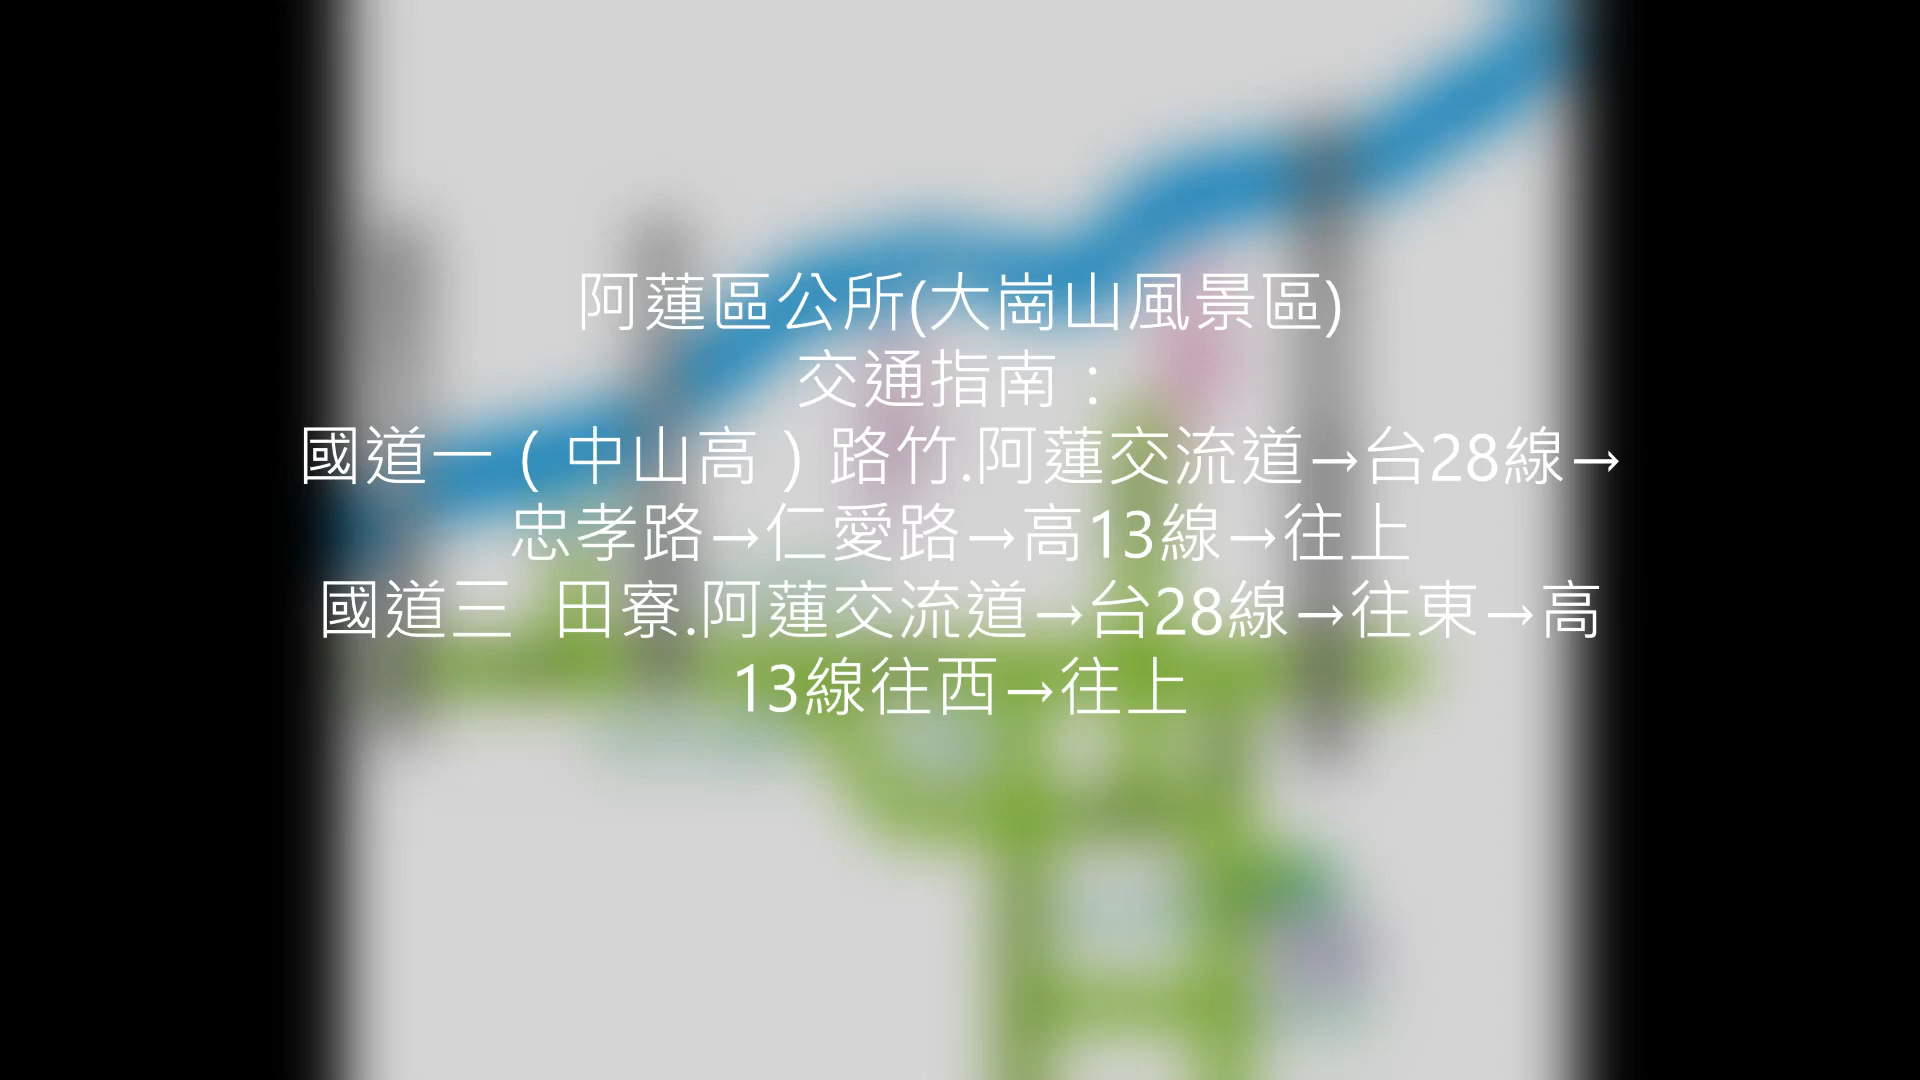 阿蓮區公所(大崗山風景區)
交通指南：
國道一（中山高）路竹.阿蓮交流道→台28線→
忠孝路→仁愛路→高13線→往上
國道三 田寮.阿蓮交流道→台28線→往東→高
13線往西→往上